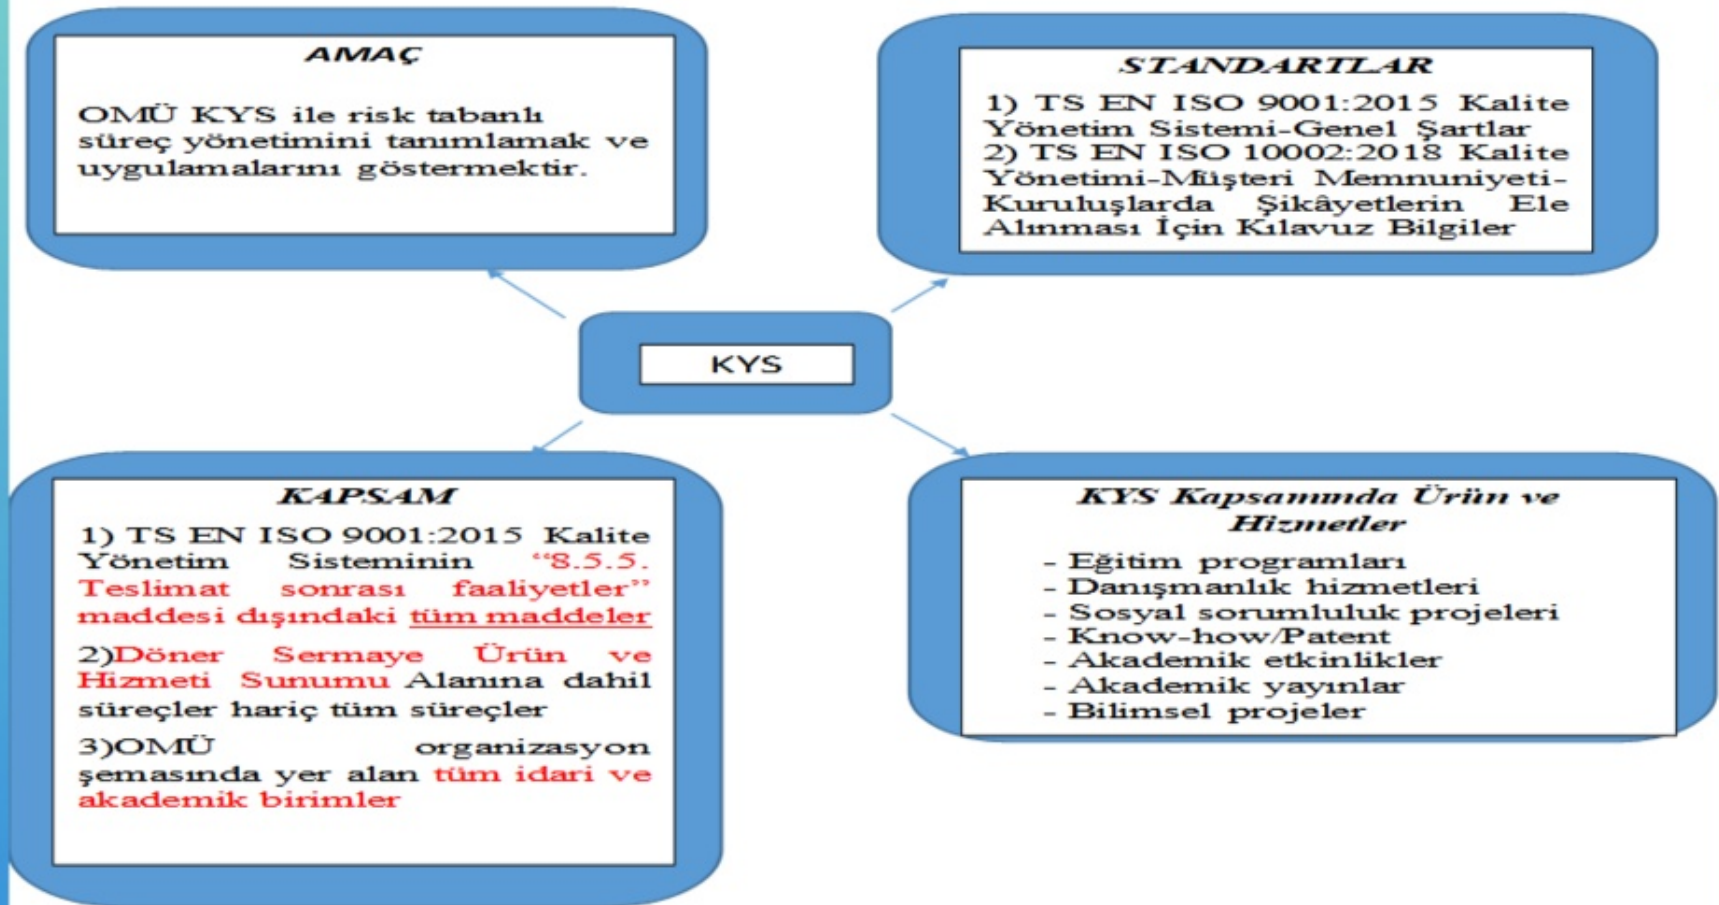 AMAÇ
OMÜ KYS ile risk tabanlı
süreç yönetimini tanımlamak ve
uygulamalarını göstermektir.
STANDARTLAR
1) TS EN ISO 9001:2015 Kalite
Yönetim Sistemi-Genel Şartlar
2) TS EN ISO 10002:2018 Kalite
Yönetimi-Müşteri Memnuniyeti-
Kuruluşlarda Şikâyetlerin Ele
Alınması İçin Kılavuz Bilgiler
KYS
KAPSAM
1) TS EN ISO 9001:2015 Kalite
Yönetim Sisteminin “8.5.5.
Teslimat sonrası faaliyetler”
maddesi dışındaki tüm maddeler
2)Döner Sermaye Ürün ve
Hizmeti Sunumu Alanına dahil
süreçler hariç tüm süreçler
3)OMÜ organizasyon
şemasında yer alan tüm idari ve
akademik birimler
KYS Kapsamında Ürün ve
Hizmetler
- Eğitim programları
- Danışmanlık hizmetleri
- Sosyal sorumluluk projeleri
- Know-how/Patent
- Akademik etkinlikler
- Akademik yayınlar
- Bilimsel projeler